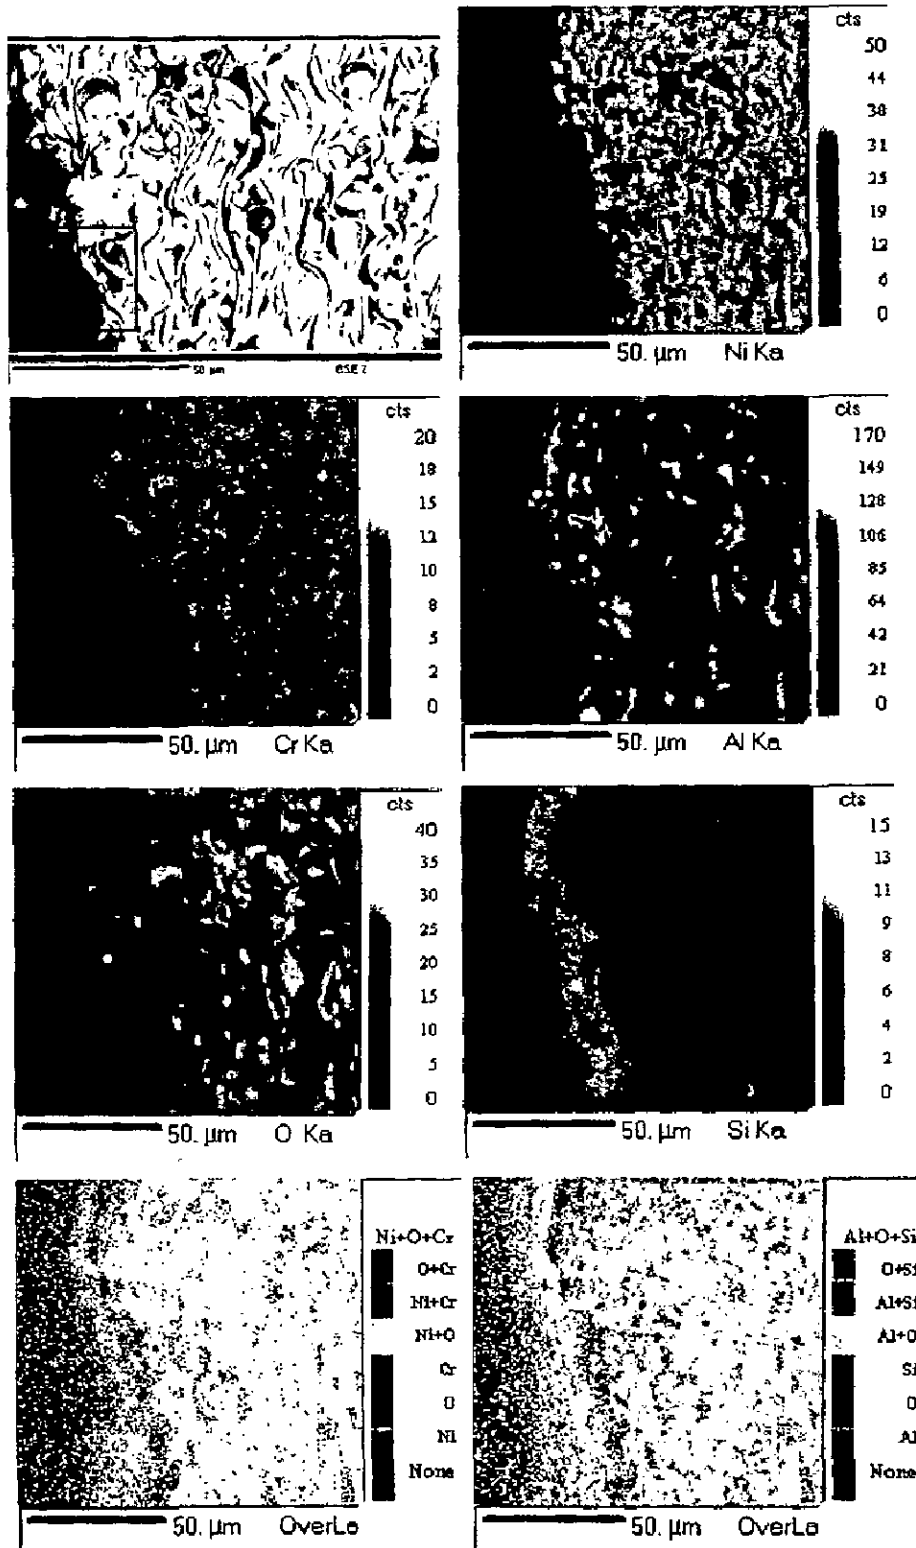 cts
50
44
38
31
25
19
12
6
0
50 µm BSE Z
50. µm Ni Ka
cts
20
18
15
13
10
8
5
2
0
50. µm Cr Ka
cts
170
149
128
106
85
64
42
21
0
50. µm Al Ka
cts
40
35
30
25
20
15
10
5
0
50. µm O Ka
cts
15
13
11
9
8
6
4
2
0
50. µm Si Ka
Ni+O+Cr
O+Cr
Ni+Cr
Ni+O
Cr
O
Ni
None
50. µm OverLa
Al+O+Si
O+Si
Al+Si
Al+O
Si
O
Al
None
50. µm OverLa